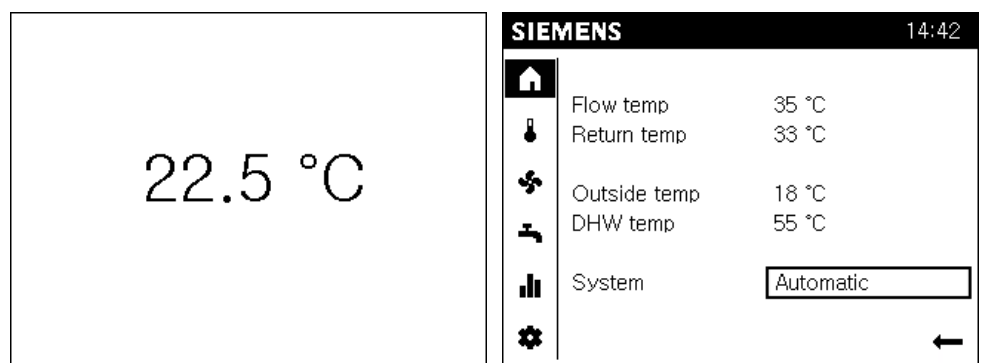 22.5 °C
SIEMENS 14:42
Flow temp 35 °C
Return temp 33 °C
Outside temp 18 °C
DHW temp 55 °C
System Automatic